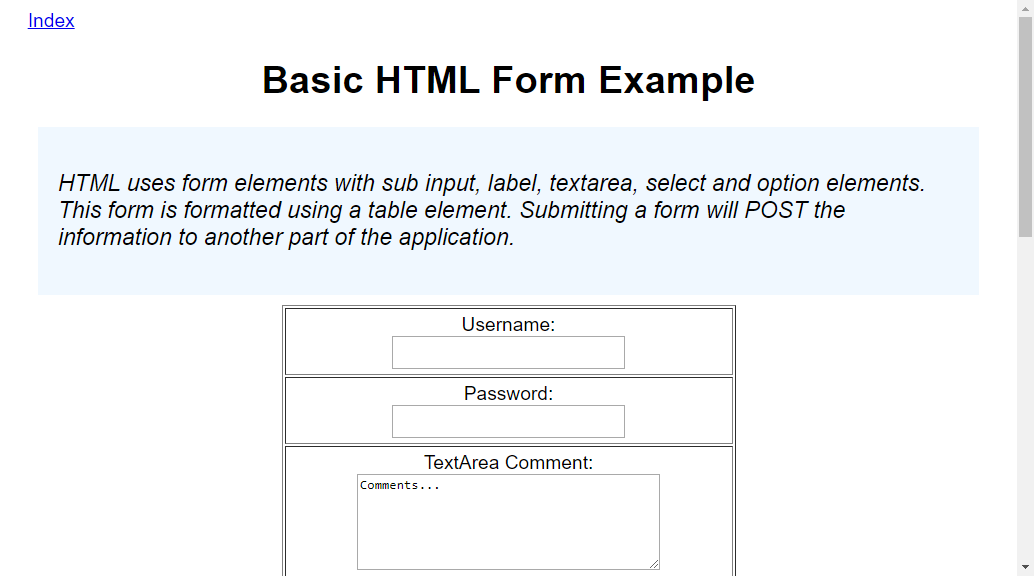 Index
Basic HTML Form Example
HTML uses form elements with sub input, label, textarea, select and option elements.
This form is formatted using a table element. Submitting a form will POST the
information to another part of the application.
Username:
Password:
TextArea Comment:
Comments...